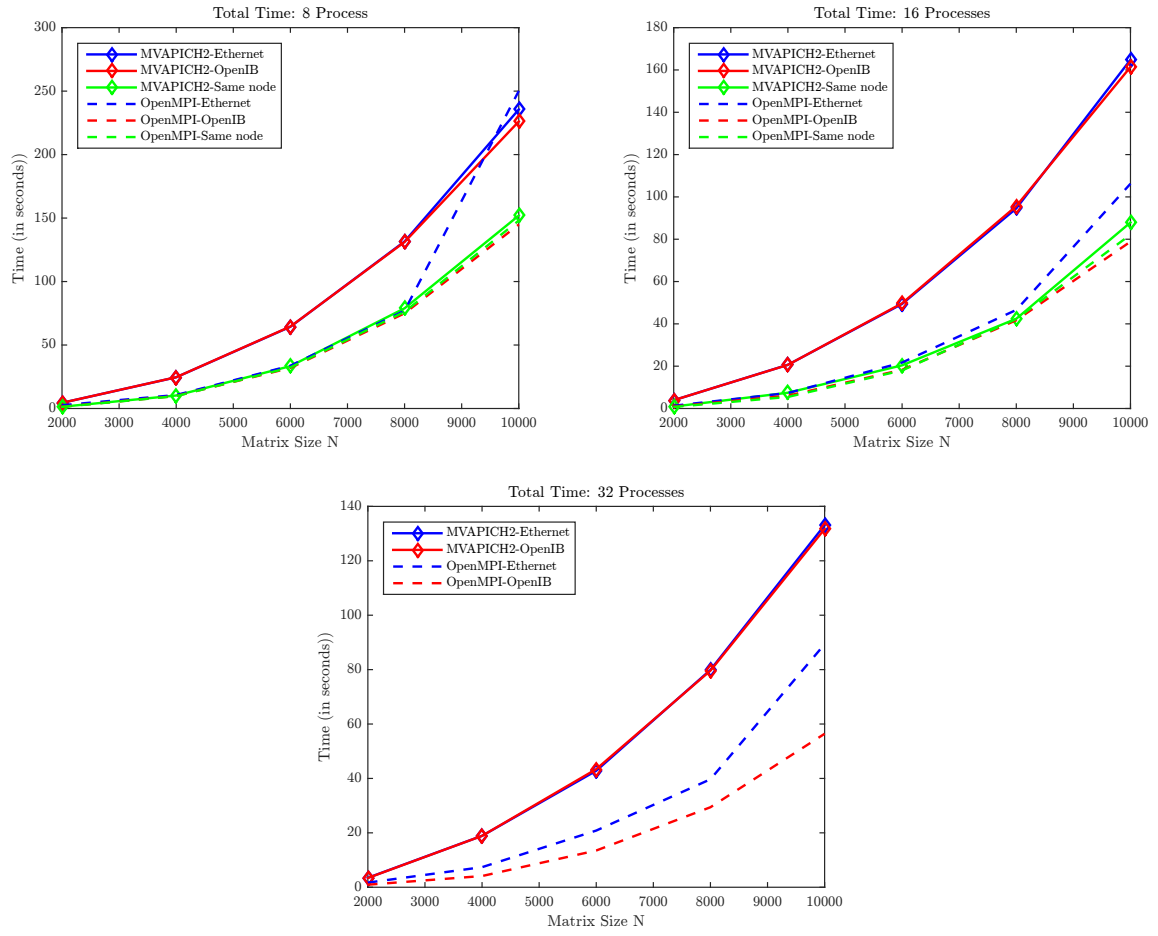 Total Time: 8 Process
300
250
200
150
100
50
0
Time (in seconds))
MVAPICH2-Ethernet
MVAPICH2-OpenIB
MVAPICH2-Same node
OpenMPI-Ethernet
OpenMPI-OpenIB
OpenMPI-Same node
2000 3000 4000 5000 6000 7000 8000 9000 10000
Matrix Size N
Total Time: 16 Processes
180
160
140
120
100
80
60
40
20
0
Time (in seconds))
MVAPICH2-Ethernet
MVAPICH2-OpenIB
MVAPICH2-Same node
OpenMPI-Ethernet
OpenMPI-OpenIB
OpenMPI-Same node
2000 3000 4000 5000 6000 7000 8000 9000 10000
Matrix Size N
Total Time: 32 Processes
140
120
100
80
60
40
20
0
Time (in seconds))
MVAPICH2-Ethernet
MVAPICH2-OpenIB
OpenMPI-Ethernet
OpenMPI-OpenIB
2000 3000 4000 5000 6000 7000 8000 9000 10000
Matrix Size N